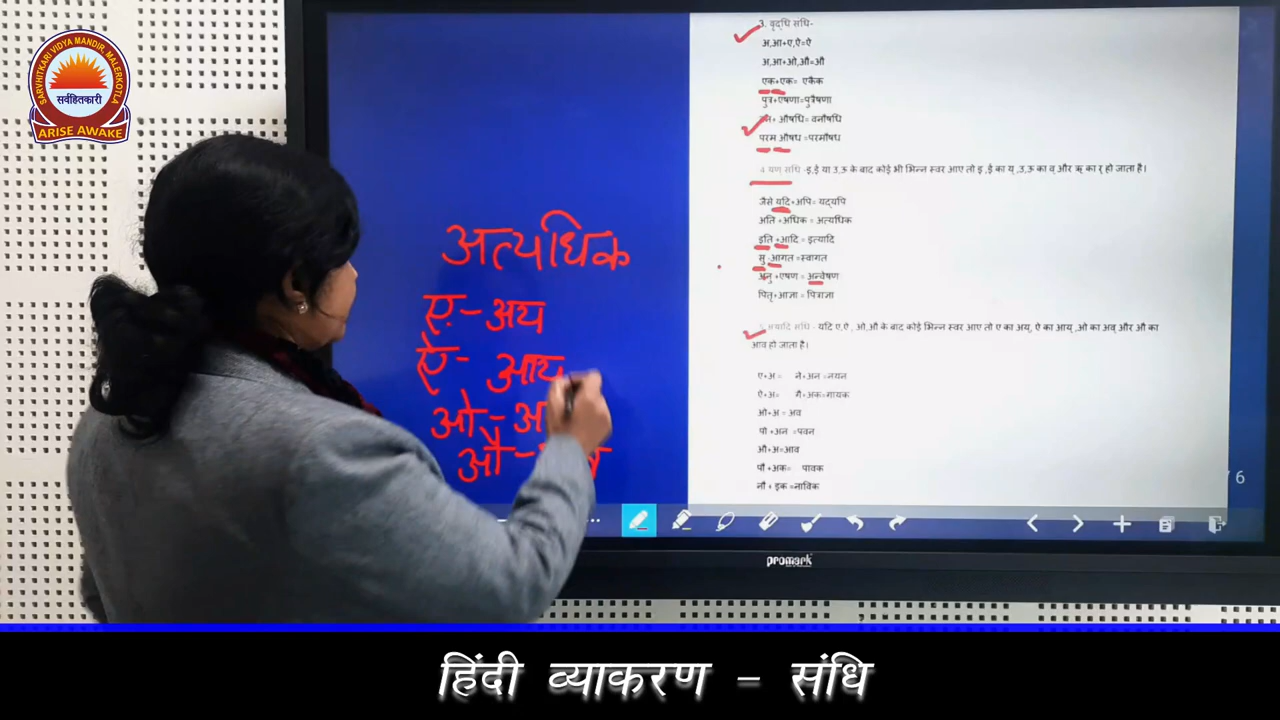 SARVHITKARI VIDYA MANDIR, MALERKOTLA
सर्वहितकारी
ARISE AWAKE
अत्यधिक
ए - अय
ऐ - आय
ओ - अ
औ -
3. वृद्धि संधि-
अ,आ+ए,ऐ=ऐ
अ,आ+ओ,औ=औ
एक+एक= एकैक
पुत्र+एषणा=पुत्रैषणा
औषधि= वनौषधि
परम औषध =परमौषध
4 यण संधि -इ,ई या उ,ऊ के बाद कोई भी भिन्न स्वर आए तो इ ,ई का य् ,उ,ऊ का व् और ऋ का र् हो जाता है।
जैसे यदि+अपि= यद्यपि
अति +अधिक = अत्यधिक
इति +आदि = इत्यादि
सु आगत =स्वागत
अनु +एषण = अन्वेषण
पितृ+आज्ञा = पित्राज्ञा
अयादि संधि - यदि ए,ऐ , ओ,औ के बाद कोई भिन्न स्वर आए तो ए का अय्, ऐ का आय् ,ओ का अव् और औ का
आव हो जाता है।
ए+अ = ने+अन =नयन
ऐ+अ= गै+अक=गायक
ओ+अ = अव
पो +अन =पवन
औ+अ=आव
पौ +अक= पावक
नौ + इक =नाविक
/ 6
promark
हिंदी व्याकरण - संधि